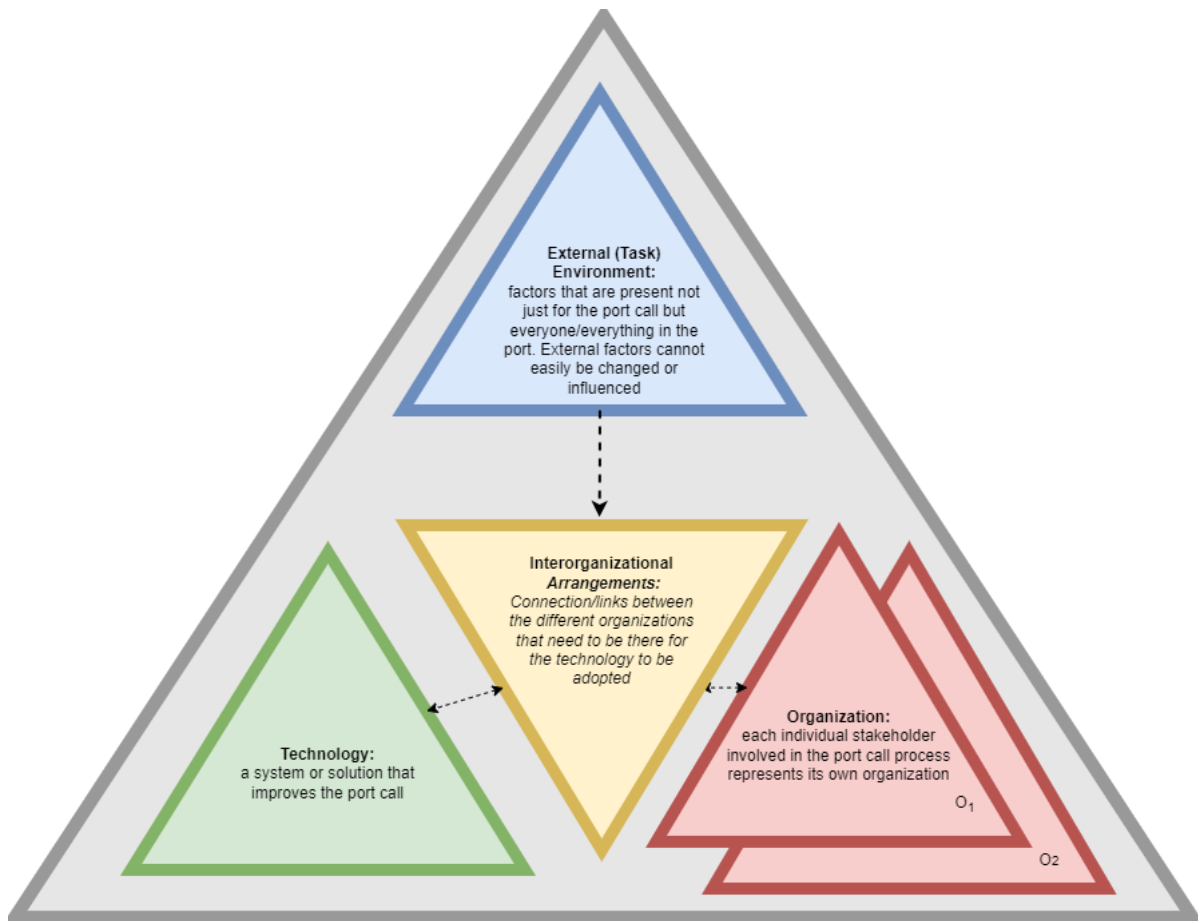 External (Task)
Environment:
factors that are present not
just for the port call but
everyone/everything in the
port. External factors cannot
easily be changed or
influenced
Interorganizational
Arrangements:
Connection/links between
the different organizations
that need to be there for
the technology to be
adopted
Technology:
a system or solution that
improves the port call
Organization:
each individual stakeholder
involved in the port call process
represents its own organization
O1
O2